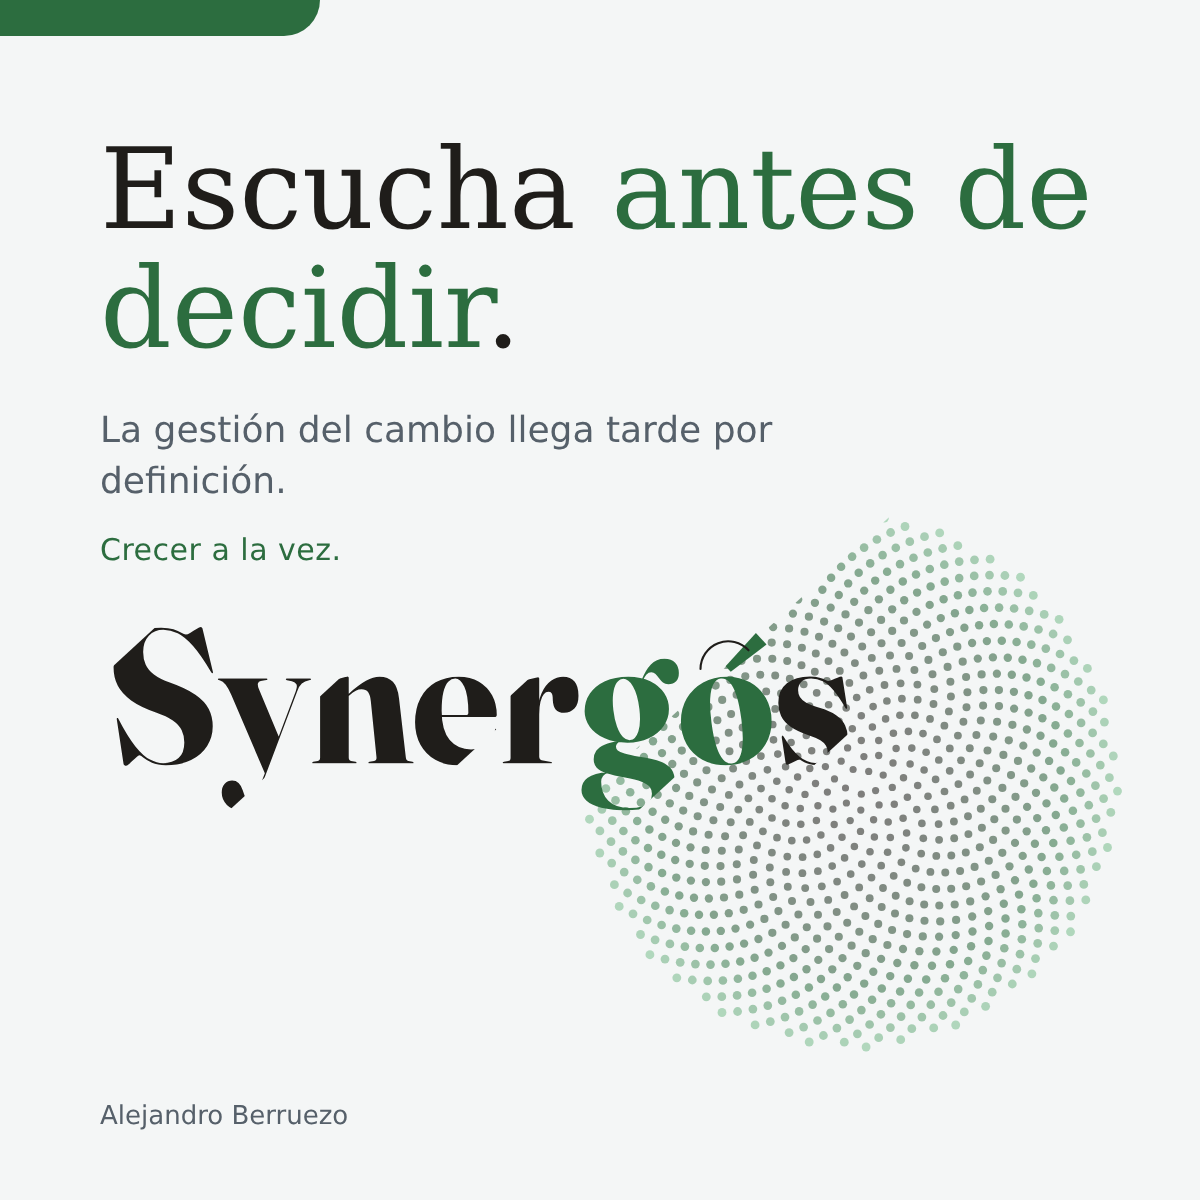 Escucha antes de
decidir.
La gestión del cambio llega tarde por
definición.
Crecer a la vez.
Synergós
Alejandro Berruezo